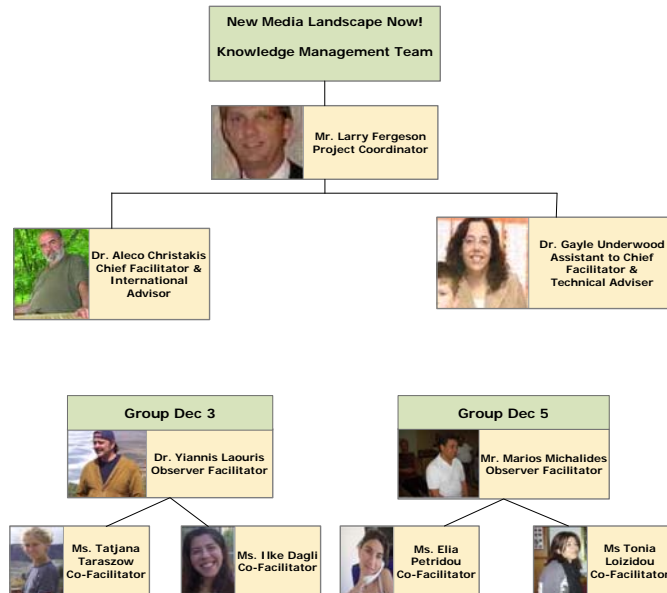 New Media Landscape Now!
Knowledge Management Team
Mr. Larry Fergeson
Project Coordinator
Dr. Aleco Christakis
Chief Facilitator &
International
Advisor
Dr. Gayle Underwood
Assistant to Chief
Facilitator &
Technical Adviser
Group Dec 3
Dr. Yiannis Laouris
Observer Facilitator
Ms. Tatjana
Taraszow
Co-Facilitator
Ms. Ilke Dagli
Co-Facilitator
Group Dec 5
Mr. Marios Michalides
Observer Facilitator
Ms. Elia
Petridou
Co-Facilitator
Ms Tonia
Loizidou
Co-Facilitator